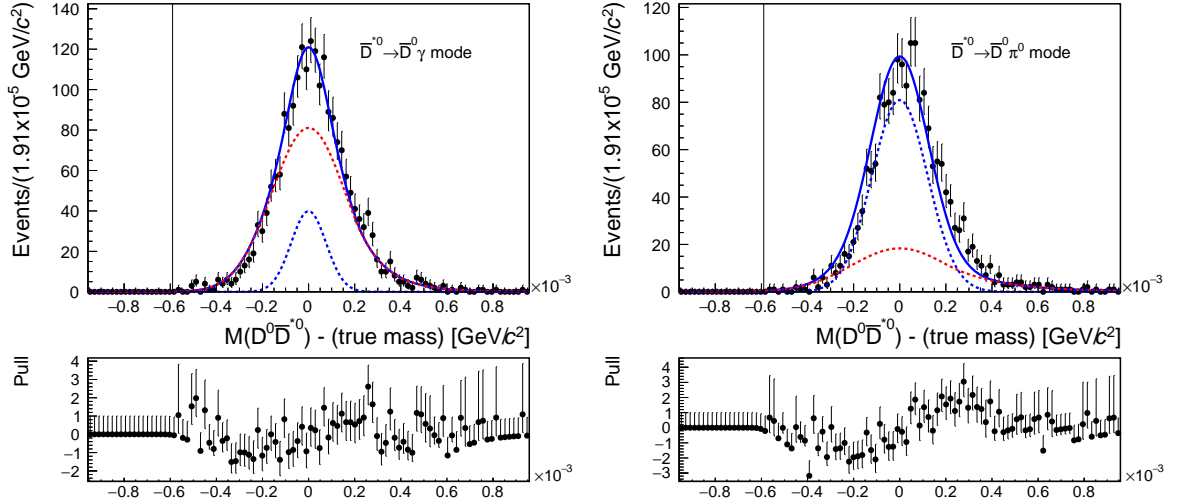 140
120
100
80
60
40
20
0
Events/(1.91×10⁻⁵ GeV/c²)
D̄*⁰→D̄⁰γ mode
−0.8 −0.6 −0.4 −0.2 0 0.2 0.4 0.6 0.8
×10⁻³
M(D⁰D̄*⁰) - (true mass) [GeV/c²]
Pull
4
3
2
1
0
−1
−2
−0.8 −0.6 −0.4 −0.2 0 0.2 0.4 0.6 0.8
×10⁻³
120
100
80
60
40
20
0
Events/(1.91×10⁻⁵ GeV/c²)
D̄*⁰→D̄⁰π⁰ mode
−0.8 −0.6 −0.4 −0.2 0 0.2 0.4 0.6 0.8
×10⁻³
M(D⁰D̄*⁰) - (true mass) [GeV/c²]
Pull
4
3
2
1
0
−1
−2
−3
−0.8 −0.6 −0.4 −0.2 0 0.2 0.4 0.6 0.8
×10⁻³